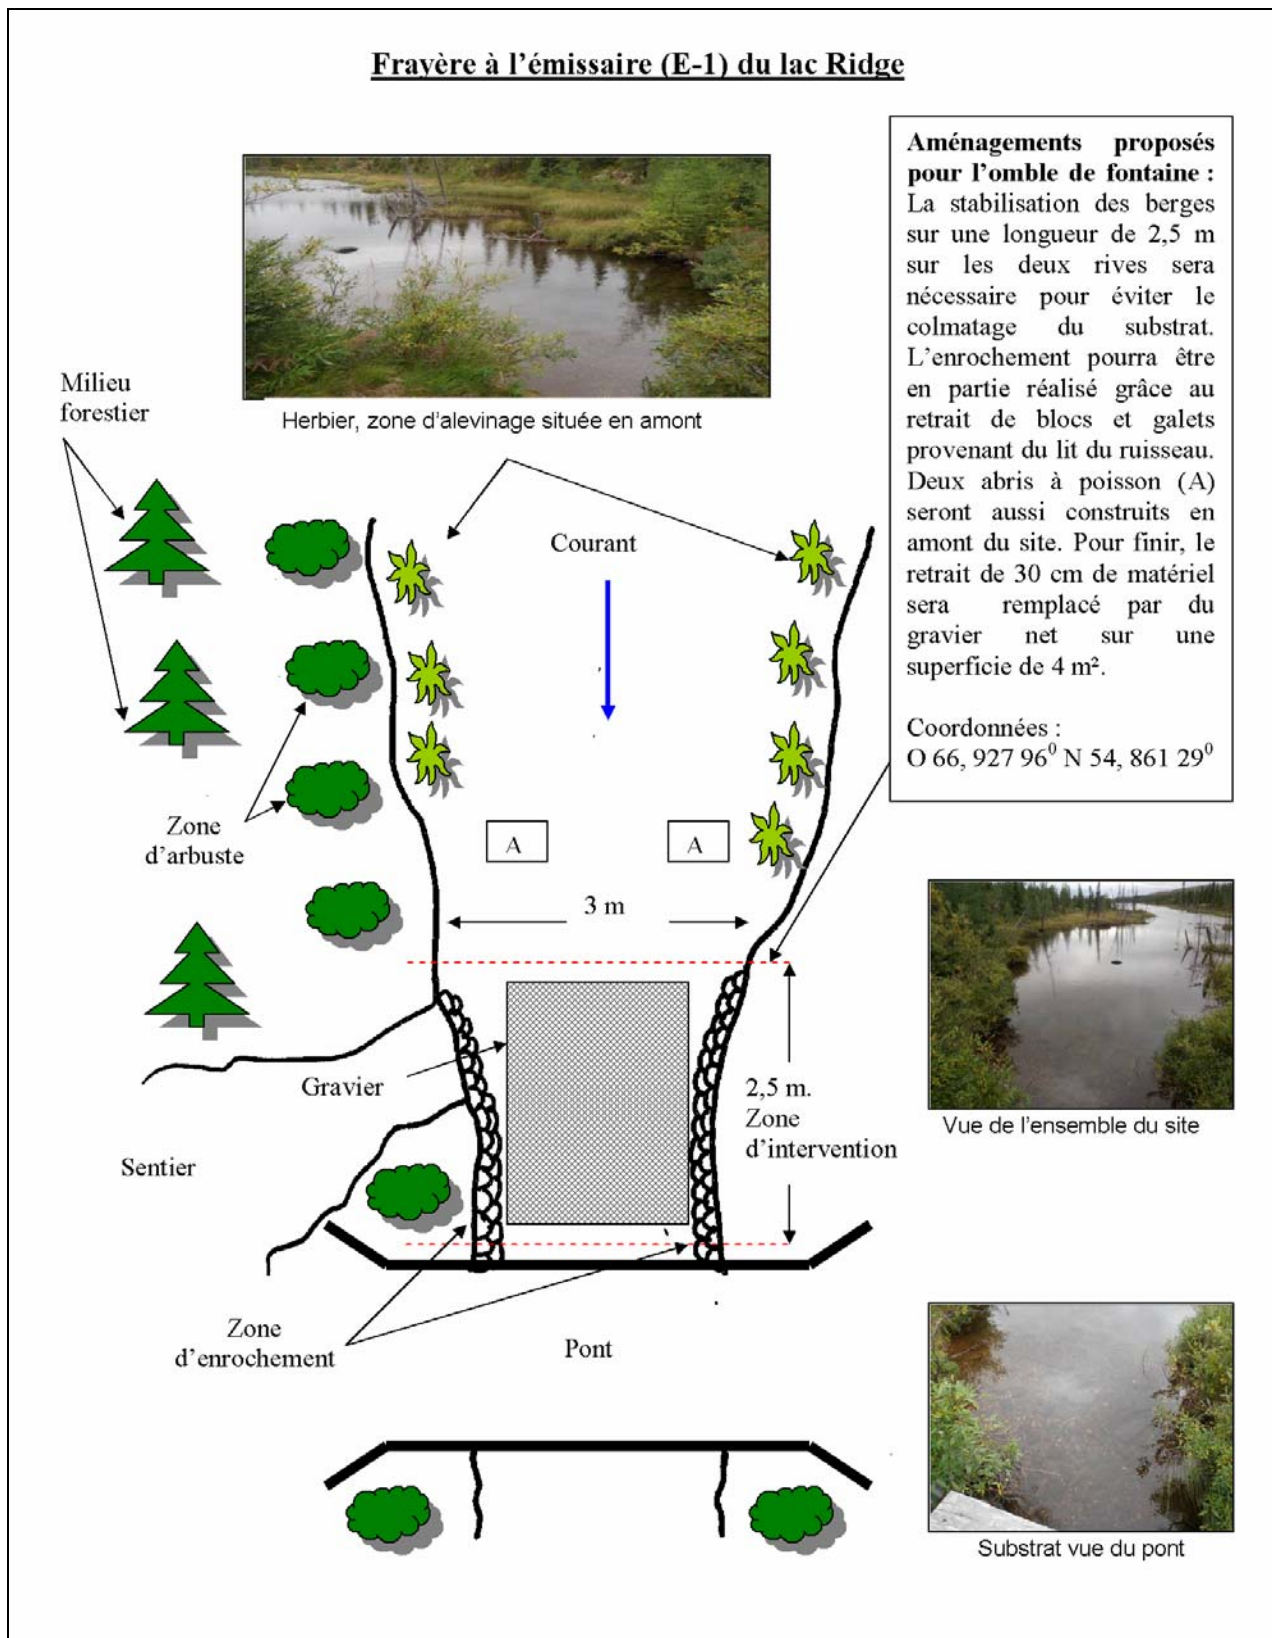 Frayère à l'émissaire (E-1) du lac Ridge
Aménagements proposés
pour l'omble de fontaine :
La stabilisation des berges
sur une longueur de 2,5 m
sur les deux rives sera
nécessaire pour éviter le
colmatage du substrat.
L'enrochement pourra être
en partie réalisé grâce au
retrait de blocs et galets
provenant du lit du ruisseau.
Deux abris à poisson (A)
seront aussi construits en
amont du site. Pour finir, le
retrait de 30 cm de matériel
sera remplacé par du
gravier net sur une
superficie de 4 m².
Coordonnées :
O 66, 927 96⁰ N 54, 861 29⁰
Herbier, zone d'alevinage située en amont
Milieu
forestier
Courant
Zone
d'arbuste
A
A
3 m
Gravier
2,5 m.
Zone
d'intervention
Sentier
Vue de l'ensemble du site
Zone
d'enrochement
Pont
Substrat vue du pont